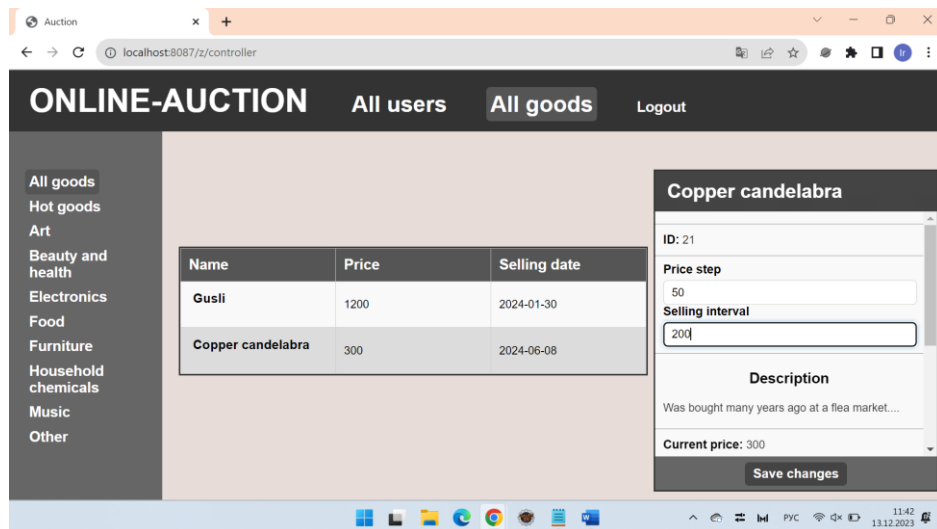 Auction
localhost:8087/z/controller
Ir
ONLINE-AUCTION All users All goods Logout
All goods
Hot goods
Art
Beauty and
health
Electronics
Food
Furniture
Household
chemicals
Music
Other
Name Price Selling date
Gusli 1200 2024-01-30
Copper candelabra 300 2024-06-08
Copper candelabra
ID: 21
Price step
50
Selling interval
200
Description
Was bought many years ago at a flea market....
Current price: 300
Save changes
РУС
11:42
13.12.2023